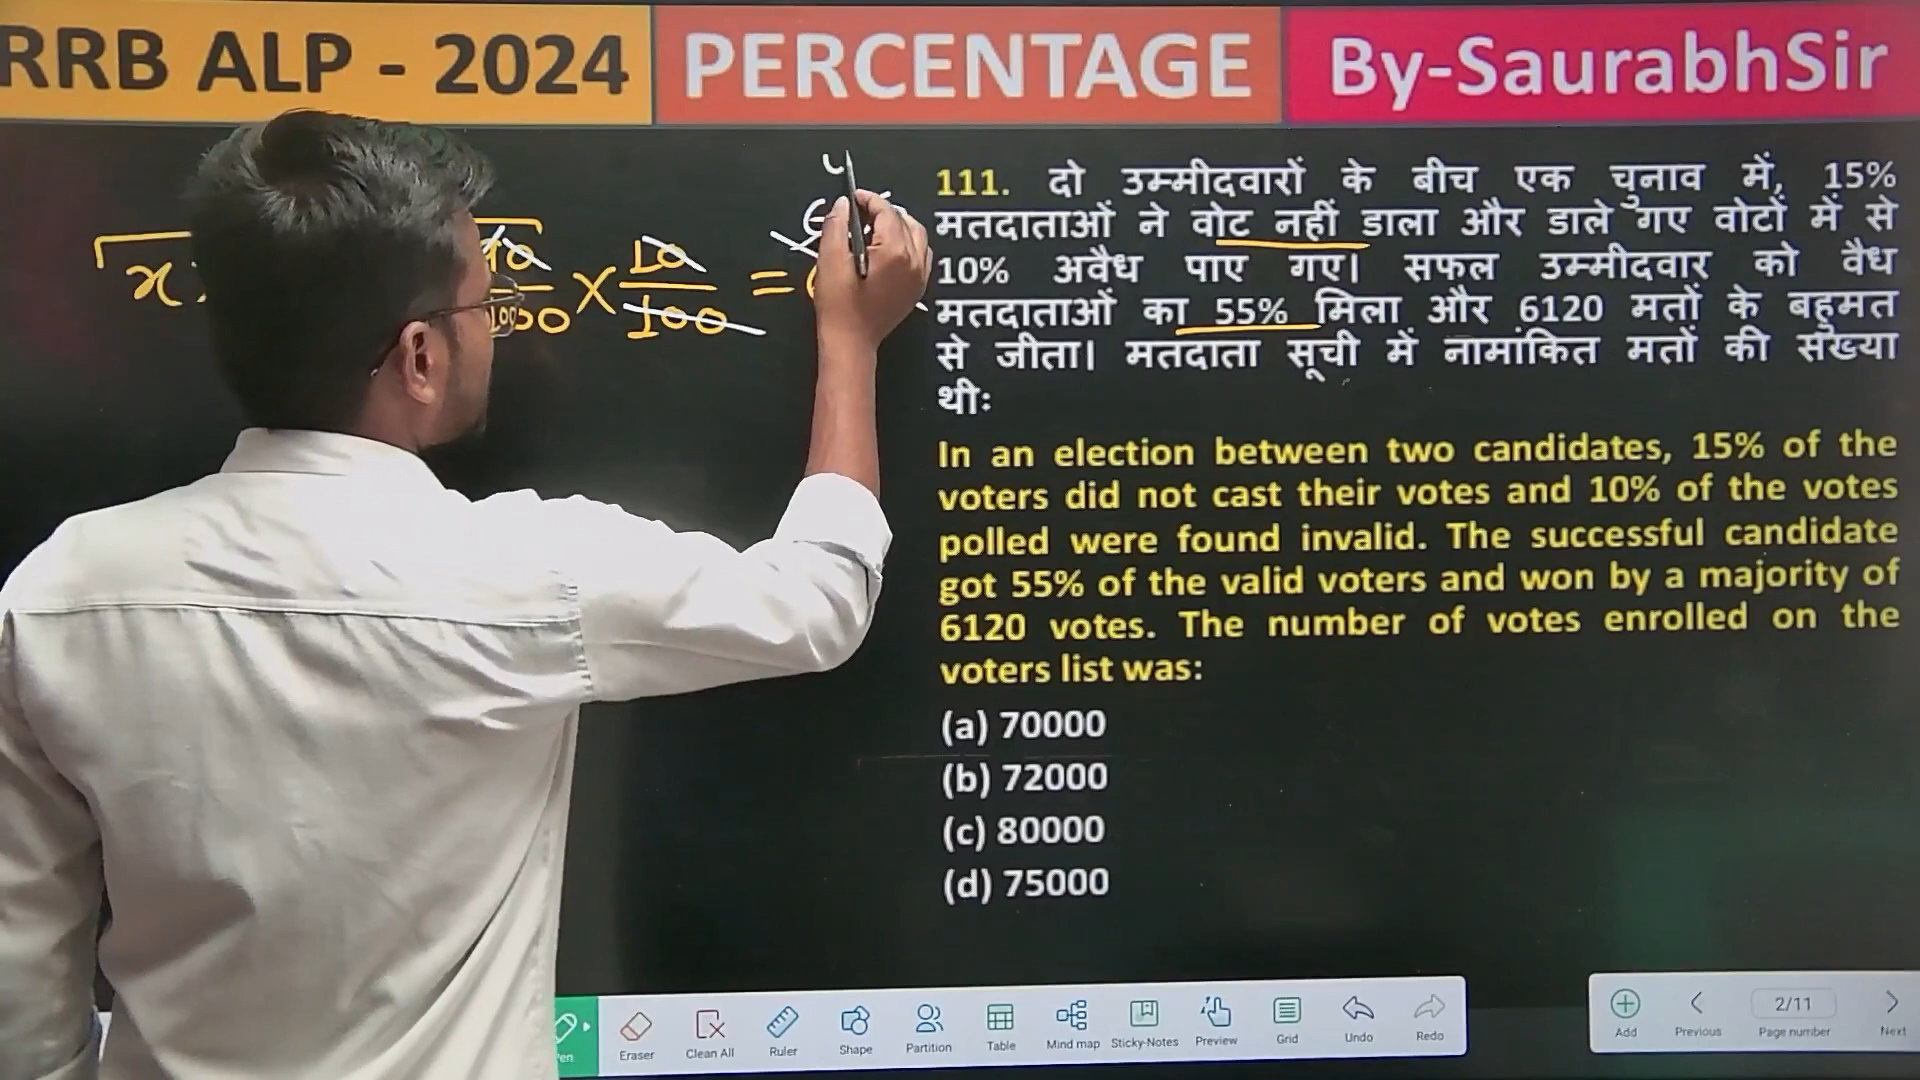 RRB ALP - 2024 PERCENTAGE By-SaurabhSir
111. दो उम्मीदवारों के बीच एक चुनाव में, 15%
मतदाताओं ने वोट नहीं डाला और डाले गए वोटों में से
10% अवैध पाए गए। सफल उम्मीदवार को वैध
मतदाताओं का 55% मिला और 6120 मतों के बहुमत
से जीता। मतदाता सूची में नामांकित मतों की संख्या
थीः
x
× 10/100 =
In an election between two candidates, 15% of the
voters did not cast their votes and 10% of the votes
polled were found invalid. The successful candidate
got 55% of the valid voters and won by a majority of
6120 votes. The number of votes enrolled on the
voters list was:
(a) 70000
(b) 72000
(c) 80000
(d) 75000
Eraser Clean All Ruler Shape Partition Table Mind map Sticky-Notes Preview Grid Undo Redo
Add Previous 2/11 Page number Next